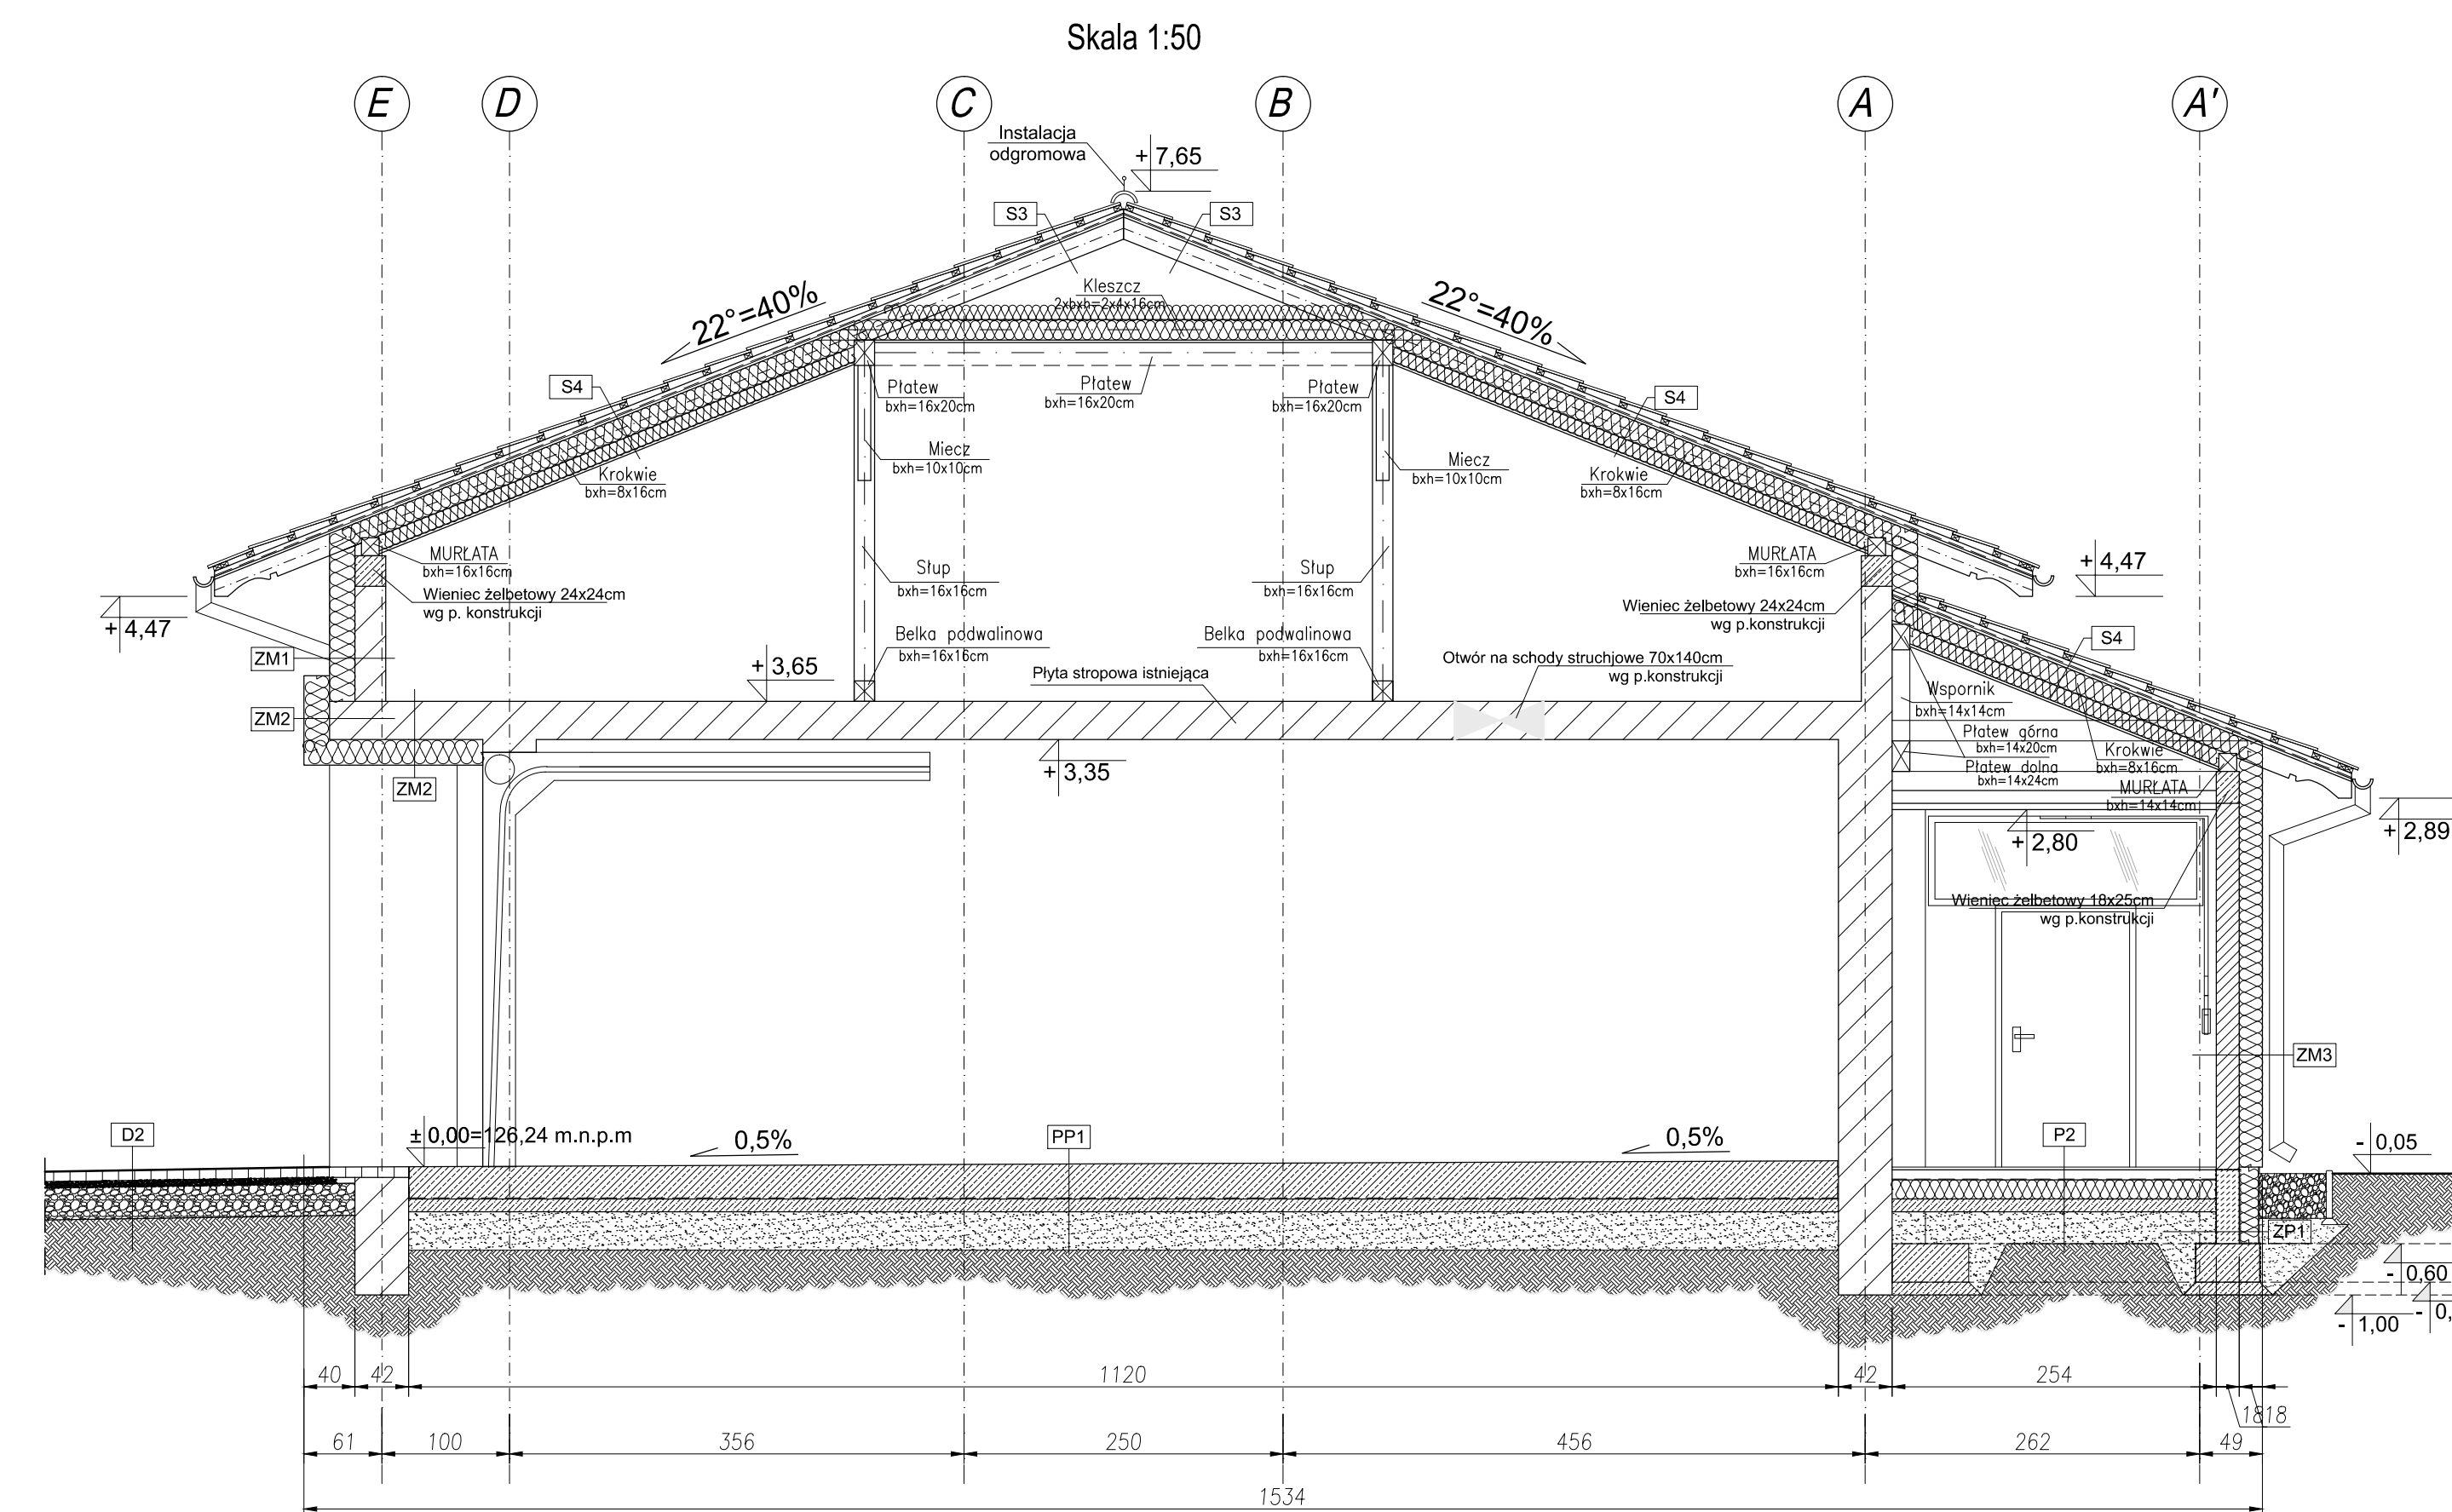 Skala 1:50
E D C B A A'
Instalacja
odgromowa
+ 7,65
S3 S3
Kleszcz
2xbxh=2x4x16cm
22°=40% 22°=40%
S4 S4
Płatew Płatew Płatew
bxh=16x20cm bxh=16x20cm bxh=16x20cm
Miecz Miecz
bxh=10x10cm bxh=10x10cm
Krokwie Krokwie
bxh=8x16cm bxh=8x16cm
MURŁATA MURŁATA
bxh=16x16cm bxh=16x16cm
+ 4,47
Słup Słup
bxh=16x16cm bxh=16x16cm
Wieniec żelbetowy 24x24cm
wg p. konstrukcji
Wieniec żelbetowy 24x24cm
wg p.konstrukcji
+ 4,47
Belka podwalinowa Belka podwalinowa
bxh=16x16cm bxh=16x16cm
S4
ZM1
+ 3,65
Płyta stropowa istniejąca
Otwór na schody struchjowe 70x140cm
wg p.konstrukcji
Wspornik
bxh=14x14cm
ZM2
Płatew górna
bxh=14x20cm
Krokwie
bxh=8x16cm
Płatew dolna
bxh=14x24cm
ZM2
+ 3,35
MURŁATA
bxh=14x14cm
+ 2,89
+ 2,80
Wieniec żelbetowy 18x25cm
wg p.konstrukcji
ZM3
D2
± 0,00=126,24 m.n.p.m
0,5%
PP1
0,5%
P2
- 0,05
ZP1
- 0,60
- 1,00
- 0,
40 42 1120 42 254
18 18
61 100 356 250 456 262 49
1534